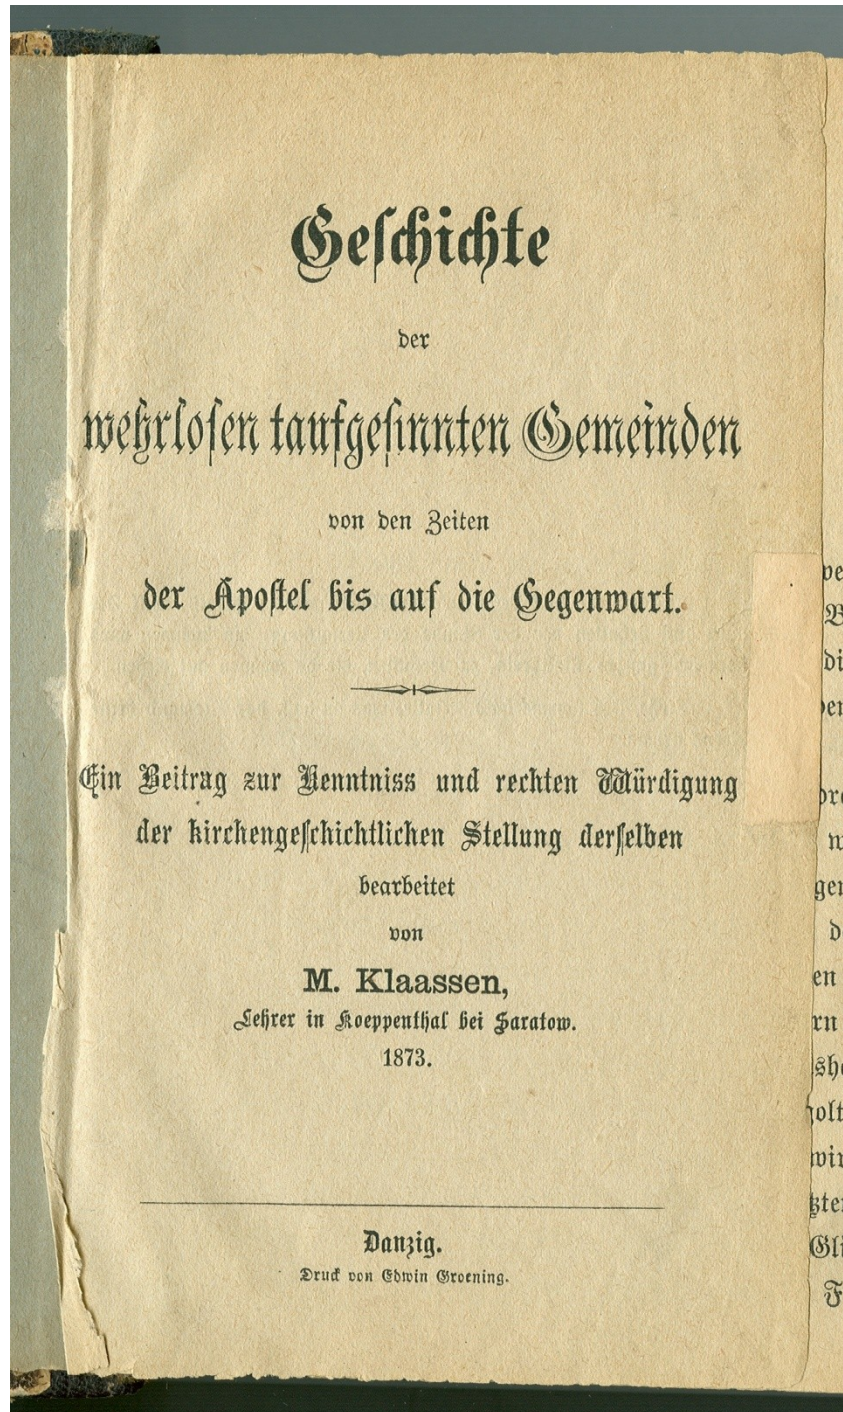 Geschichte
der
wehrlosen taufgesinnten Gemeinden
von den Zeiten
der Apostel bis auf die Gegenwart.
Ein Beitrag zur Kenntniss und rechten Würdigung
der kirchengeschichtlichen Stellung derselben
bearbeitet
von
M. Klaassen,
Lehrer in Koeppenthal bei Saratow.
1873.
Danzig.
Druck von Edwin Groening.